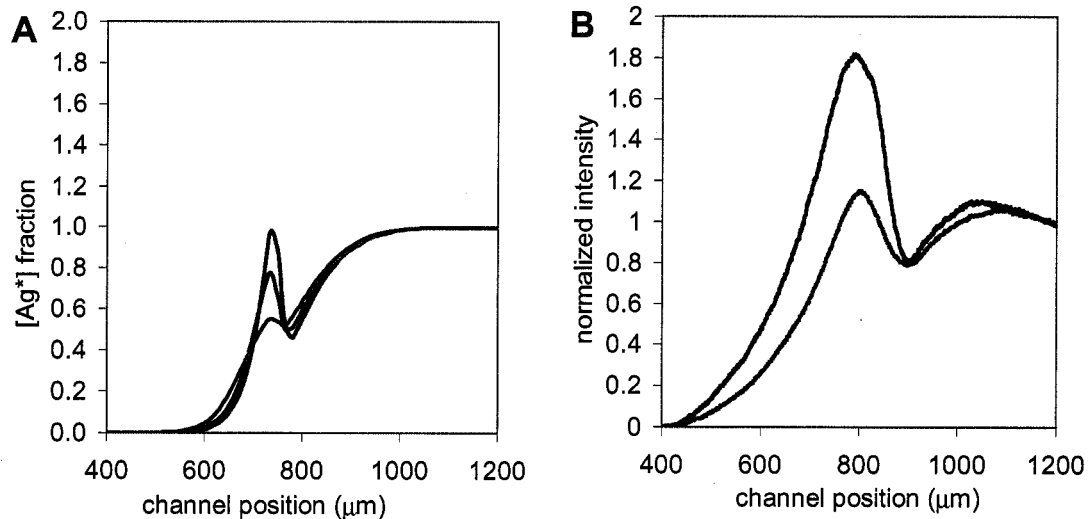 A
2.0
1.8
1.6
1.4
1.2
1.0
0.8
0.6
0.4
0.2
0.0
[Ag*] fraction
400 600 800 1000 1200
channel position (μm)
B
2
1.8
1.6
1.4
1.2
1
0.8
0.6
0.4
0.2
0
normalized intensity
400 600 800 1000 1200
channel position (μm)